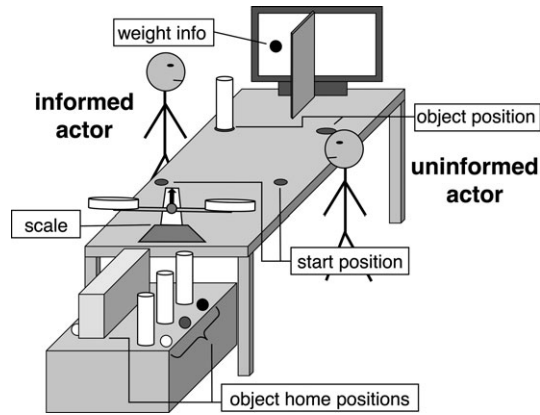 weight info
informed
actor
object position
uninformed
actor
scale
start position
object home positions